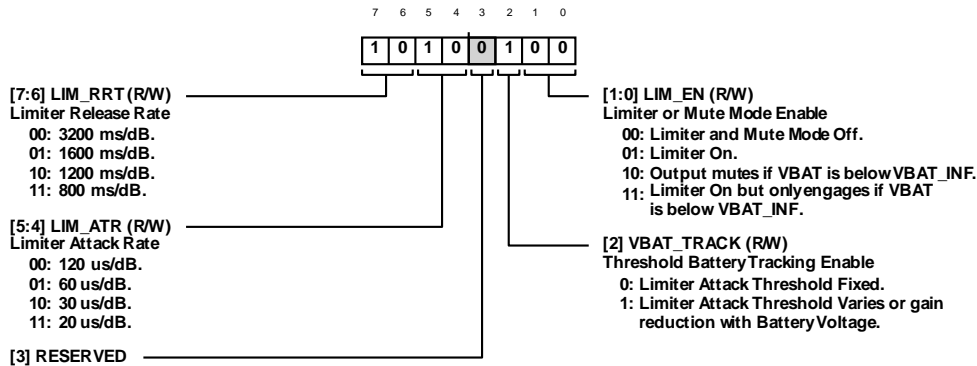 7 6 5 4 3 2 1 0
1 0 1 0 0 1 0 0
[7:6] LIM_RRT (R/W)
Limiter Release Rate
00: 3200 ms/dB.
01: 1600 ms/dB.
10: 1200 ms/dB.
11: 800 ms/dB.
[5:4] LIM_ATR (R/W)
Limiter Attack Rate
00: 120 us/dB.
01: 60 us/dB.
10: 30 us/dB.
11: 20 us/dB.
[3] RESERVED
[1:0] LIM_EN (R/W)
Limiter or Mute Mode Enable
00: Limiter and Mute Mode Off.
01: Limiter On.
10: Output mutes if VBAT is below VBAT_INF.
11: Limiter On but only engages if VBAT
is below VBAT_INF.
[2] VBAT_TRACK (R/W)
Threshold Battery Tracking Enable
0: Limiter Attack Threshold Fixed.
1: Limiter Attack Threshold Varies or gain
reduction with Battery Voltage.